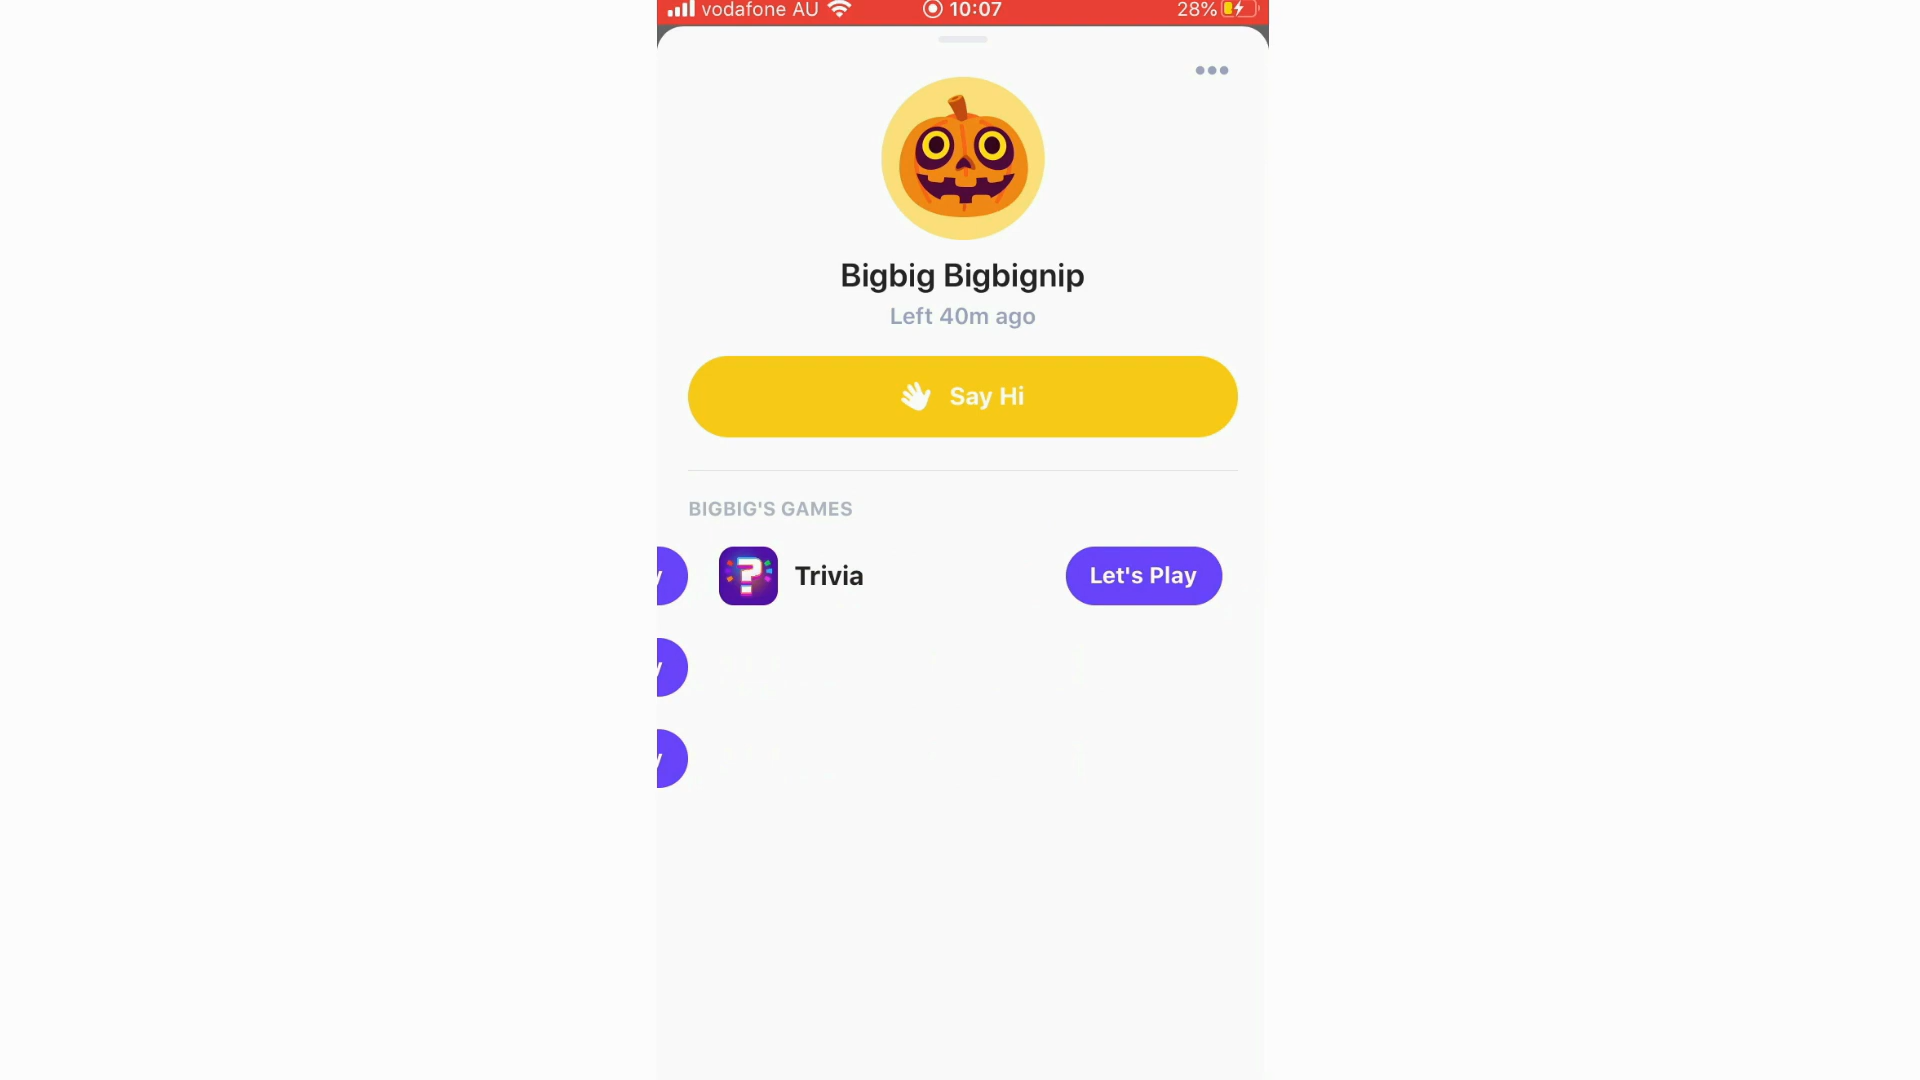 vodafone AU 10:07 28%
Bigbig Bigbignip
Left 40m ago
Say Hi
BIGBIG'S GAMES
y ? Trivia Let's Play
y
y